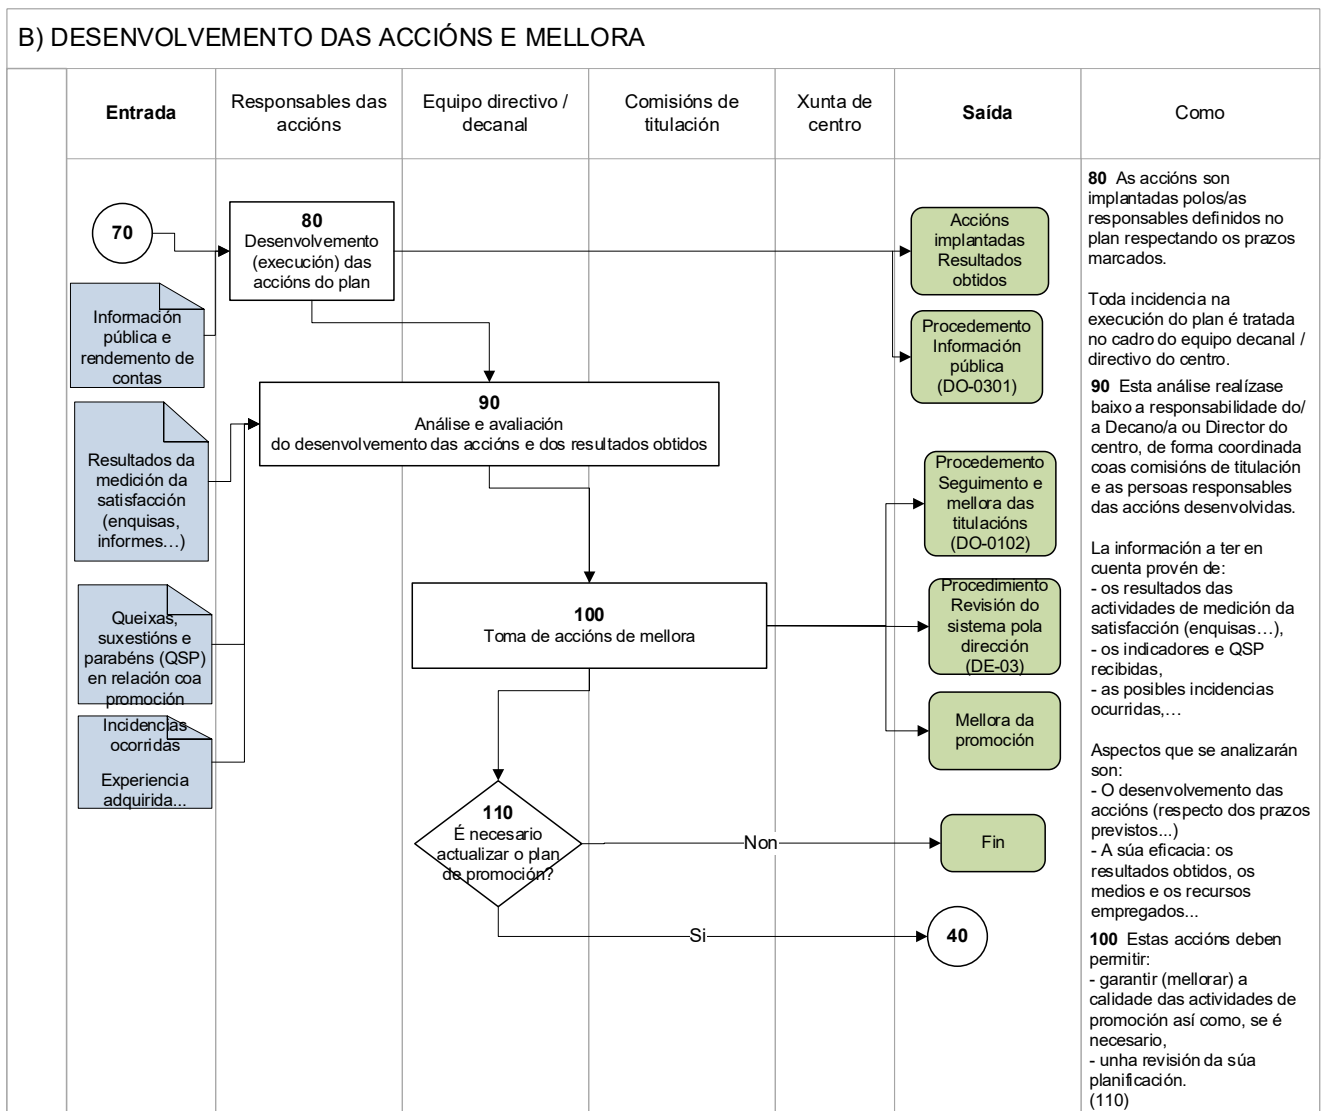 B) DESENVOLVEMENTO DAS ACCIÓNS E MELLORA
Entrada
Responsables das
accións
Equipo directivo /
decanal
Comisións de
titulación
Xunta de
centro
Saída
Como
70
Información
pública e
rendemento de
contas
Resultados da
medición da
satisfacción
(enquisas,
informes…)
Queixas,
suxestións e
parabéns (QSP)
en relación coa
promoción
Incidencias
ocorridas
Experiencia
adquirida...
80
Desenvolvemento
(execución) das
accións do plan
90
Análise e avaliación
do desenvolvemento das accións e dos resultados obtidos
100
Toma de accións de mellora
110
É necesario
actualizar o plan
de promoción?
Non
Si
Accións
implantadas
Resultados
obtidos
Procedemento
Información
pública
(DO-0301)
Procedemento
Seguimento e
mellora das
titulacións
(DO-0102)
Procedimiento
Revisión do
sistema pola
dirección
(DE-03)
Mellora da
promoción
Fin
40
80 As accións son
implantadas polos/as
responsables definidos no
plan respectando os prazos
marcados.
Toda incidencia na
execución do plan é tratada
no cadro do equipo decanal /
directivo do centro.
90 Esta análise realízase
baixo a responsabilidade do/
a Decano/a ou Director do
centro, de forma coordinada
coas comisións de titulación
e as persoas responsables
das accións desenvolvidas.
La información a ter en
cuenta provén de:
- os resultados das
actividades de medición da
satisfacción (enquisas…),
- os indicadores e QSP
recibidas,
- as posibles incidencias
ocurridas,…
Aspectos que se analizarán
son:
- O desenvolvemento das
accións (respecto dos prazos
previstos...)
- A súa eficacia: os
resultados obtidos, os
medios e os recursos
empregados...
100 Estas accións deben
permitir:
- garantir (mellorar) a
calidade das actividades de
promoción así como, se é
necesario,
- unha revisión da súa
planificación.
(110)